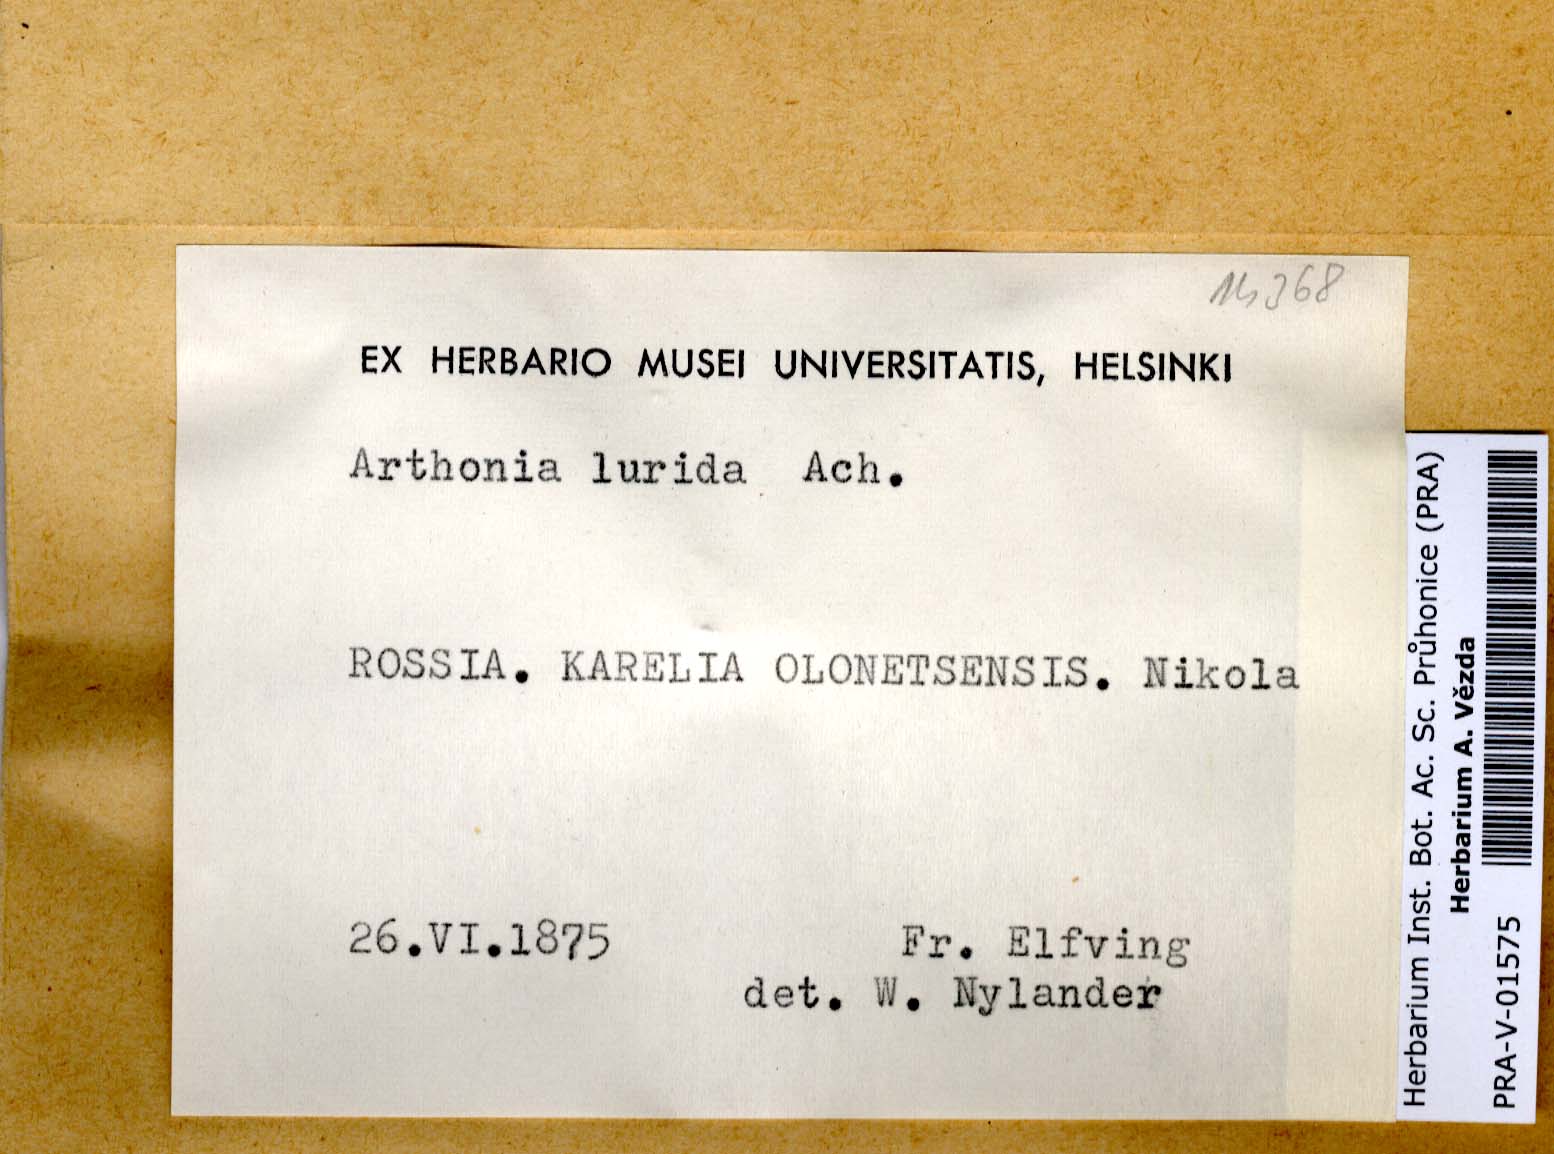 14368
EX HERBARIO MUSEI UNIVERSITATIS, HELSINKI
Arthonia lurida Ach.
ROSSIA. KARELIA OLONETSENSIS. Nikola
26.VI.1875 Fr. Elfving
det. W. Nylander
Herbarium Inst. Bot. Ac. Sc. Průhonice (PRA)
Herbarium A. Vězda
PRA-V-01575